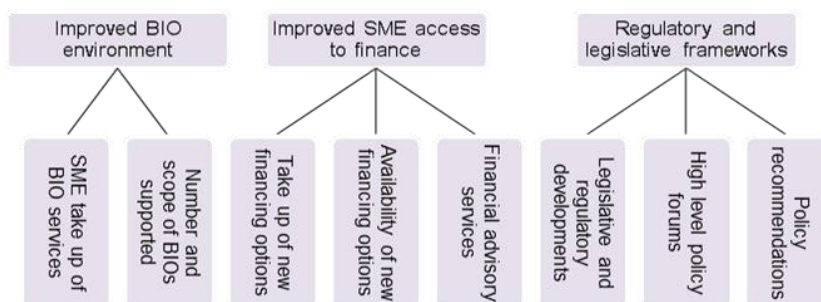 Improved BIO
environment
Improved SME access
to finance
Regulatory and
legislative frameworks
SME take up of
BIO services
Number and
scope of BIOs
supported
Take up of new
financing options
Availability of new
financing options
Financial advisory
services
Legislative and
regulatory
developments
High level policy
forums
Policy
recommendations